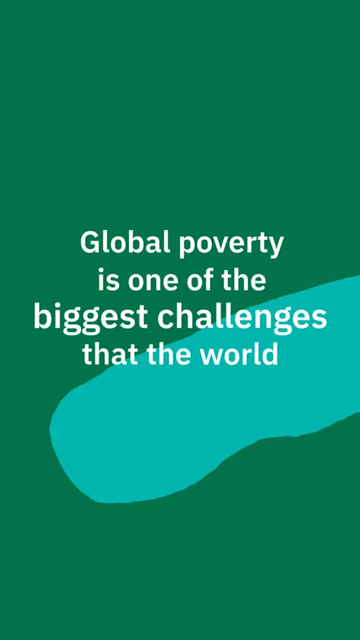 Global poverty
is one of the
biggest challenges
that the world